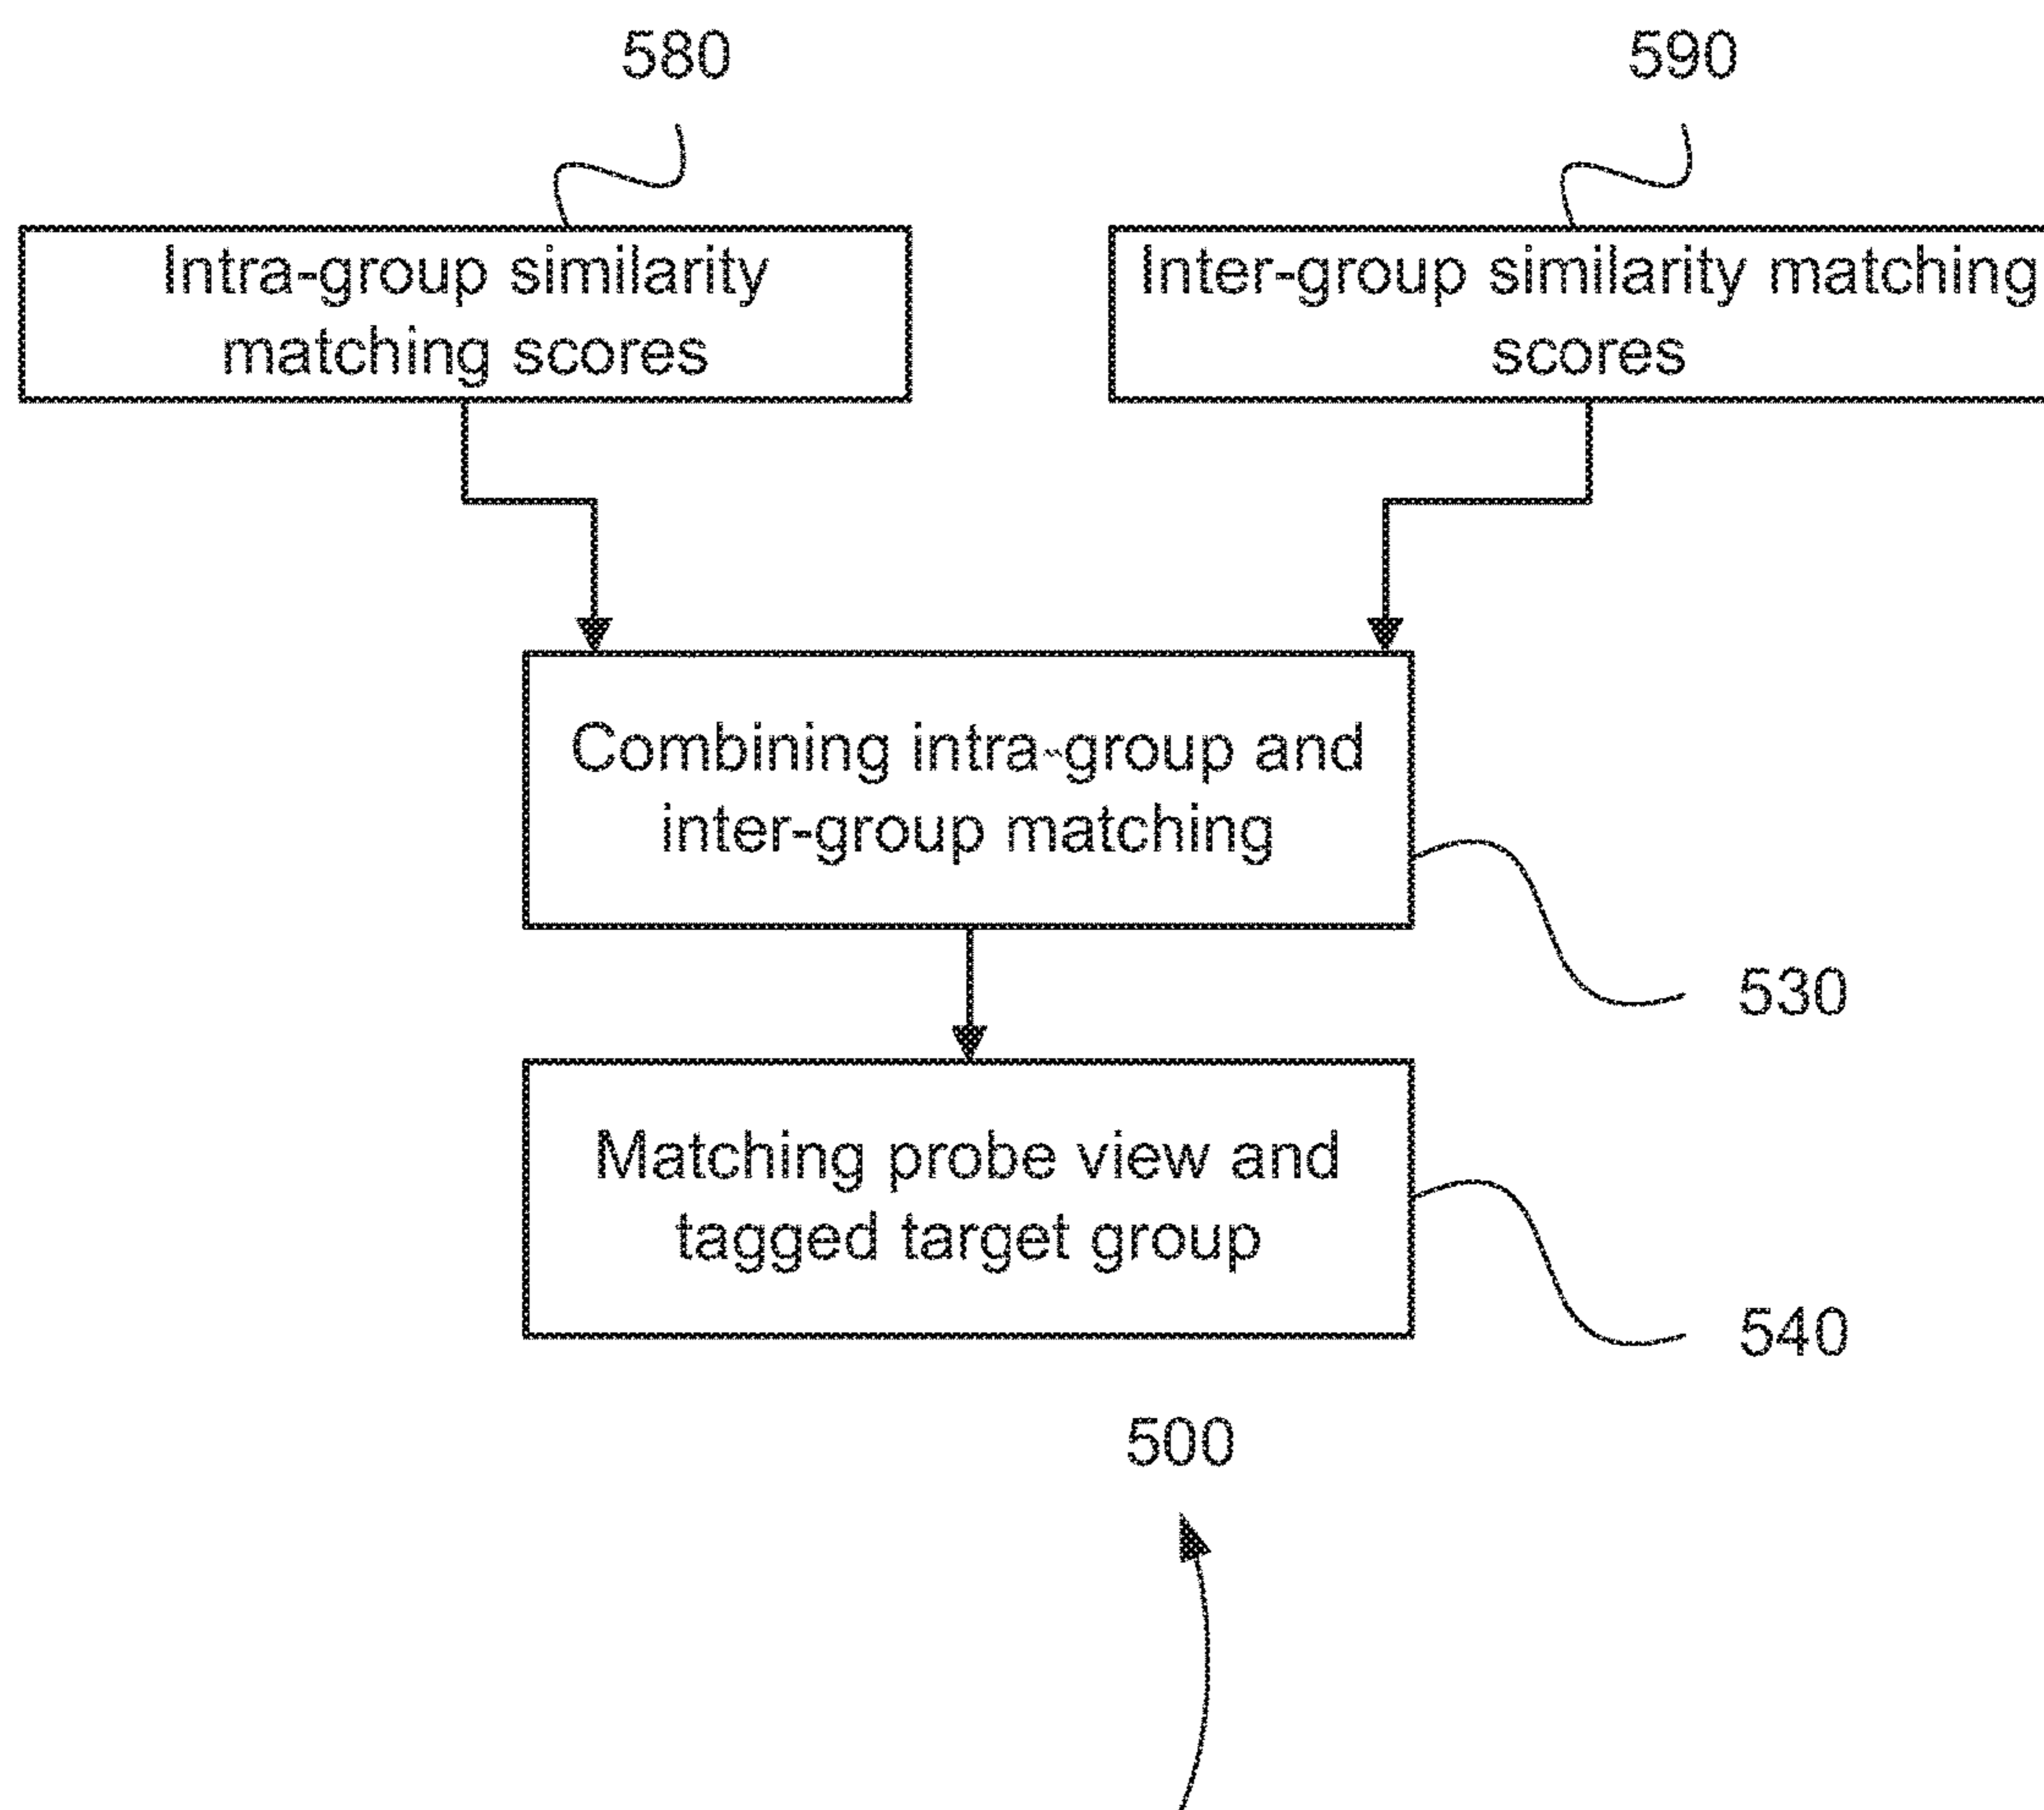 580
590
Intra-group similarity
matching scores
Inter-group similarity matching
scores
Combining intra-group and
inter-group matching
530
Matching probe view and
tagged target group
540
500